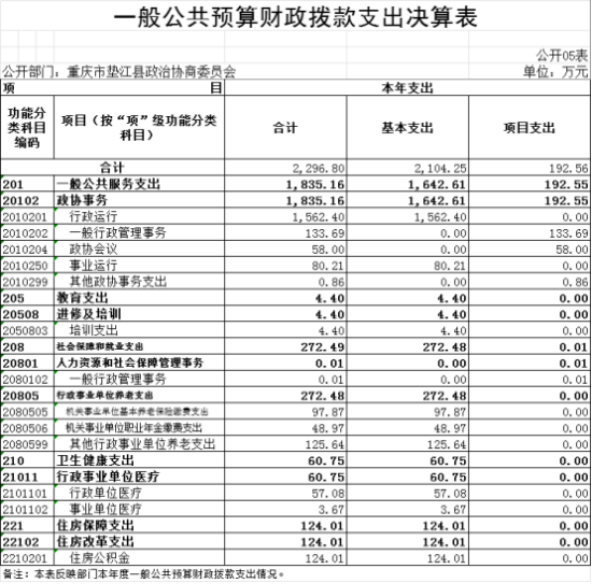 一般公共预算财政拨款支出决算表
公开05表
公开部门：重庆市垫江县政治协商委员会 单位：万元
项 目 本年支出
功能分类科目编码 项目（按“项”级功能分类科目） 合计 基本支出 项目支出
合计 2,296.80 2,104.25 192.56
201 一般公共服务支出 1,835.16 1,642.61 192.55
20102 政协事务 1,835.16 1,642.61 192.55
2010201 行政运行 1,562.40 1,562.40 0.00
2010202 一般行政管理事务 133.69 0.00 133.69
2010204 政协会议 58.00 0.00 58.00
2010250 事业运行 80.21 80.21 0.00
2010299 其他政协事务支出 0.86 0.00 0.86
205 教育支出 4.40 4.40 0.00
20508 进修及培训 4.40 4.40 0.00
2050803 培训支出 4.40 4.40 0.00
208 社会保障和就业支出 272.49 272.48 0.01
20801 人力资源和社会保障管理事务 0.01 0.00 0.01
2080102 一般行政管理事务 0.01 0.00 0.01
20805 行政事业单位养老支出 272.48 272.48 0.00
2080505 机关事业单位基本养老保险缴费支出 97.87 97.87 0.00
2080506 机关事业单位职业年金缴费支出 48.97 48.97 0.00
2080599 其他行政事业单位养老支出 125.64 125.64 0.00
210 卫生健康支出 60.75 60.75 0.00
21011 行政事业单位医疗 60.75 60.75 0.00
2101101 行政单位医疗 57.08 57.08 0.00
2101102 事业单位医疗 3.67 3.67 0.00
221 住房保障支出 124.01 124.01 0.00
22102 住房改革支出 124.01 124.01 0.00
2210201 住房公积金 124.01 124.01 0.00
备注：本表反映部门本年度一般公共预算财政拨款支出情况。